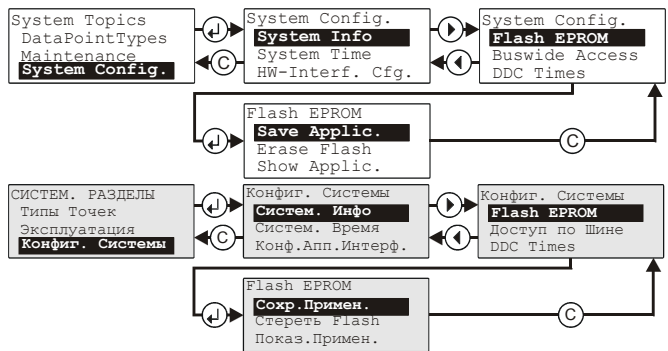 System Topics
DataPointTypes
Maintenance
System Config.
System Config.
System Info
System Time
HW-Interf. Cfg.
System Config.
Flash EPROM
Buswide Access
DDC Times
C
Flash EPROM
Save Applic.
Erase Flash
Show Applic.
C
СИСТЕМ. РАЗДЕЛЫ
Типы Точек
Эксплуатация
Конфиг. Системы
Конфиг. Системы
Систем. Инфо
Систем. Время
Конф.Апп.Интерф.
Конфиг. Системы
Flash EPROM
Доступ по Шине
DDC Times
C
Flash EPROM
Сохр.Примен.
Стереть Flash
Показ.Примен.
C